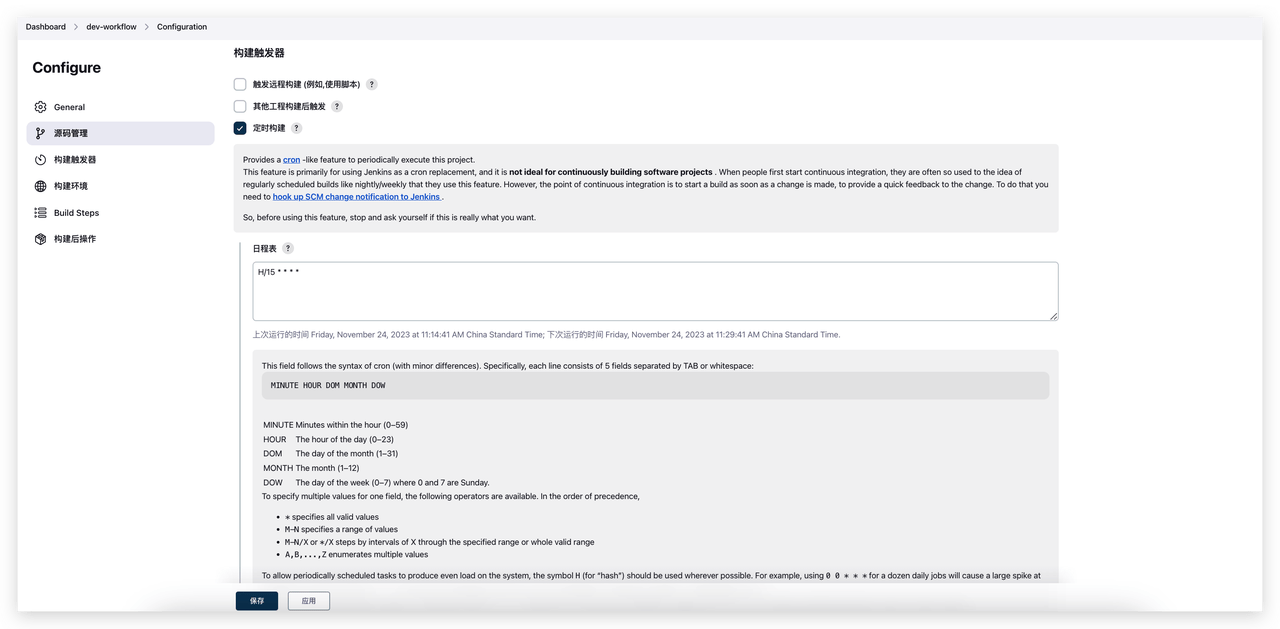 Dashboard > dev-workflow > Configuration
Configure
General
源码管理
构建触发器
构建环境
Build Steps
构建后操作
构建触发器
触发远程构建 (例如,使用脚本) ?
其他工程构建后触发 ?
定时构建 ?
Provides a cron -like feature to periodically execute this project.
This feature is primarily for using Jenkins as a cron replacement, and it is not ideal for continuously building software projects . When people first start continuous integration, they are often so used to the idea of
regularly scheduled builds like nightly/weekly that they use this feature. However, the point of continuous integration is to start a build as soon as a change is made, to provide a quick feedback to the change. To do that you
need to hook up SCM change notification to Jenkins .
So, before using this feature, stop and ask yourself if this is really what you want.
日程表 ?
H/15 * * * *
上次运行的时间 Friday, November 24, 2023 at 11:14:41 AM China Standard Time; 下次运行的时间 Friday, November 24, 2023 at 11:29:41 AM China Standard Time.
This field follows the syntax of cron (with minor differences). Specifically, each line consists of 5 fields separated by TAB or whitespace:
MINUTE HOUR DOM MONTH DOW
MINUTE Minutes within the hour (0–59)
HOUR The hour of the day (0–23)
DOM The day of the month (1–31)
MONTH The month (1–12)
DOW The day of the week (0–7) where 0 and 7 are Sunday.
To specify multiple values for one field, the following operators are available. In the order of precedence,
• * specifies all valid values
• M-N specifies a range of values
• M-N/X or */X steps by intervals of X through the specified range or whole valid range
• A,B,...,Z enumerates multiple values
To allow periodically scheduled tasks to produce even load on the system, the symbol H (for “hash”) should be used wherever possible. For example, using 0 0 * * * for a dozen daily jobs will cause a large spike at
保存
应用